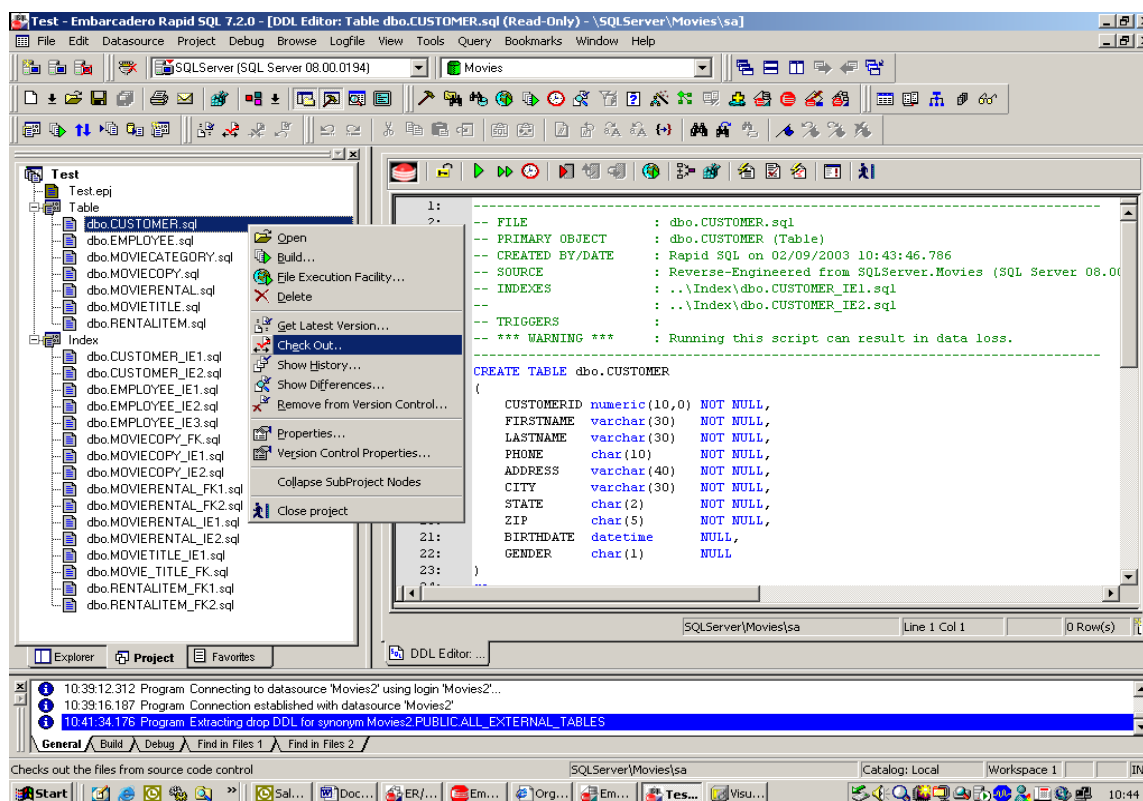 Test - Embarcadero Rapid SQL 7.2.0 - [DDL Editor: Table dbo.CUSTOMER.sql (Read-Only) - \SQLServer\Movies\sa]
File Edit Datasource Project Debug Browse Logfile View Tools Query Bookmarks Window Help
SQLServer (SQL Server 08.00.0194) Movies
Test
Test.epj
Table
dbo.CUSTOMER.sql
dbo.EMPLOYEE.sql
dbo.MOVIECATEGORY.sql
dbo.MOVIECOPY.sql
dbo.MOVIERENTAL.sql
dbo.MOVIETITLE.sql
dbo.RENTALITEM.sql
Index
dbo.CUSTOMER_IE1.sql
dbo.CUSTOMER_IE2.sql
dbo.EMPLOYEE_IE1.sql
dbo.EMPLOYEE_IE2.sql
dbo.EMPLOYEE_IE3.sql
dbo.MOVIECOPY_FK.sql
dbo.MOVIECOPY_IE1.sql
dbo.MOVIECOPY_IE2.sql
dbo.MOVIERENTAL_FK1.sql
dbo.MOVIERENTAL_FK2.sql
dbo.MOVIERENTAL_IE1.sql
dbo.MOVIERENTAL_IE2.sql
dbo.MOVIETITLE_IE1.sql
dbo.MOVIE_TITLE_FK.sql
dbo.RENTALITEM_FK1.sql
dbo.RENTALITEM_FK2.sql
Explorer Project Favorites
Open
Build...
File Execution Facility...
Delete
Get Latest Version...
Check Out..
Show History...
Show Differences...
Remove from Version Control...
Properties...
Version Control Properties...
Collapse SubProject Nodes
Close project
1: --------------------------------------------------------------------------------
2: -- FILE : dbo.CUSTOMER.sql
-- PRIMARY OBJECT : dbo.CUSTOMER (Table)
-- CREATED BY/DATE : Rapid SQL on 02/09/2003 10:43:46.786
-- SOURCE : Reverse-Engineered from SQLServer.Movies (SQL Server 08.00
-- INDEXES : ..\Index\dbo.CUSTOMER_IE1.sql
-- : ..\Index\dbo.CUSTOMER_IE2.sql
-- TRIGGERS :
-- *** WARNING *** : Running this script can result in data loss.
--------------------------------------------------------------------------------
CREATE TABLE dbo.CUSTOMER
(
CUSTOMERID numeric(10,0) NOT NULL,
FIRSTNAME varchar(30) NOT NULL,
LASTNAME varchar(30) NOT NULL,
PHONE char(10) NOT NULL,
ADDRESS varchar(40) NOT NULL,
CITY varchar(30) NOT NULL,
STATE char(2) NOT NULL,
ZIP char(5) NOT NULL,
21: BIRTHDATE datetime NULL,
22: GENDER char(1) NULL
23: )
SQLServer\Movies\sa Line 1 Col 1 0 Row(s)
DDL Editor: ...
10:39:12.312 Program Connecting to datasource 'Movies2' using login 'Movies2'...
10:39:16.187 Program Connection established with datasource 'Movies2'
10:41:34.176 Program Extracting drop DDL for synonym Movies2.PUBLIC.ALL_EXTERNAL_TABLES
General Build Debug Find in Files 1 Find in Files 2
Checks out the files from source code control SQLServer\Movies\sa Catalog: Local Workspace 1 IN
Start Sal... Doc... ER/... Em... Org... Em... Tes... Visu... 10:44